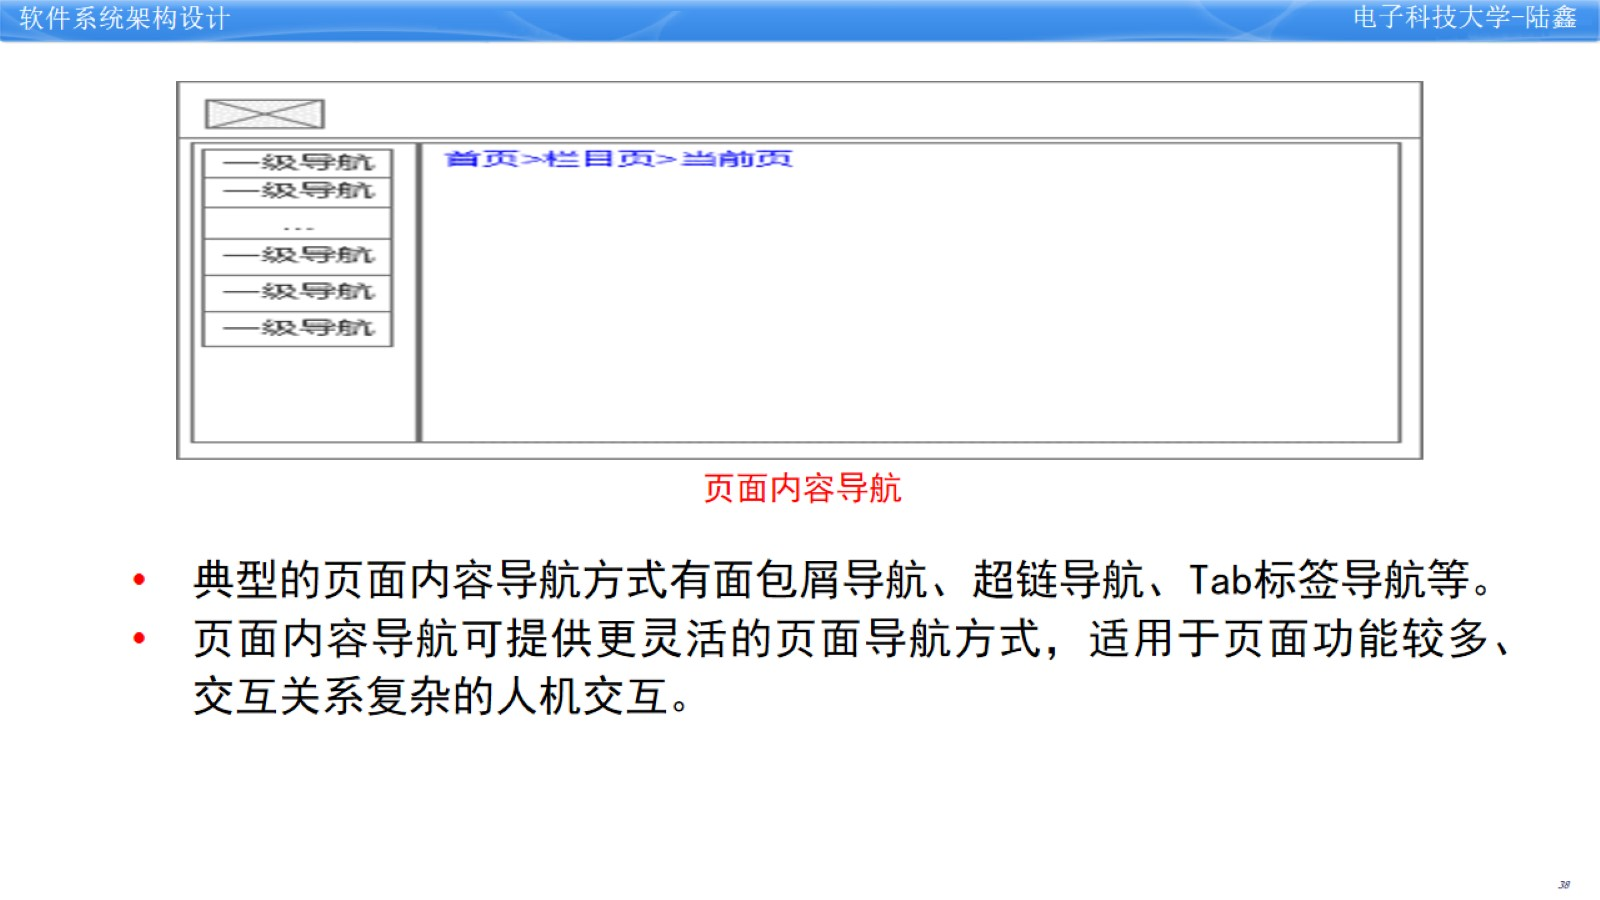 软件系统架构设计
电子科技大学-陆鑫
一级导航
一级导航
...
一级导航
一级导航
一级导航
首页>栏目页>当前页
页面内容导航
• 典型的页面内容导航方式有面包屑导航、超链导航、Tab标签导航等。
• 页面内容导航可提供更灵活的页面导航方式，适用于页面功能较多、
交互关系复杂的人机交互。
38